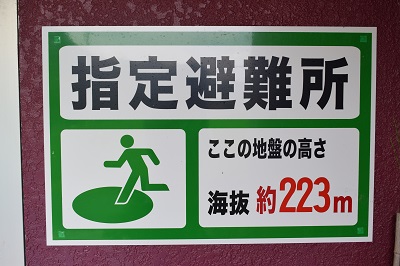 指定避難所
ここの地盤の高さ
海抜 約223m